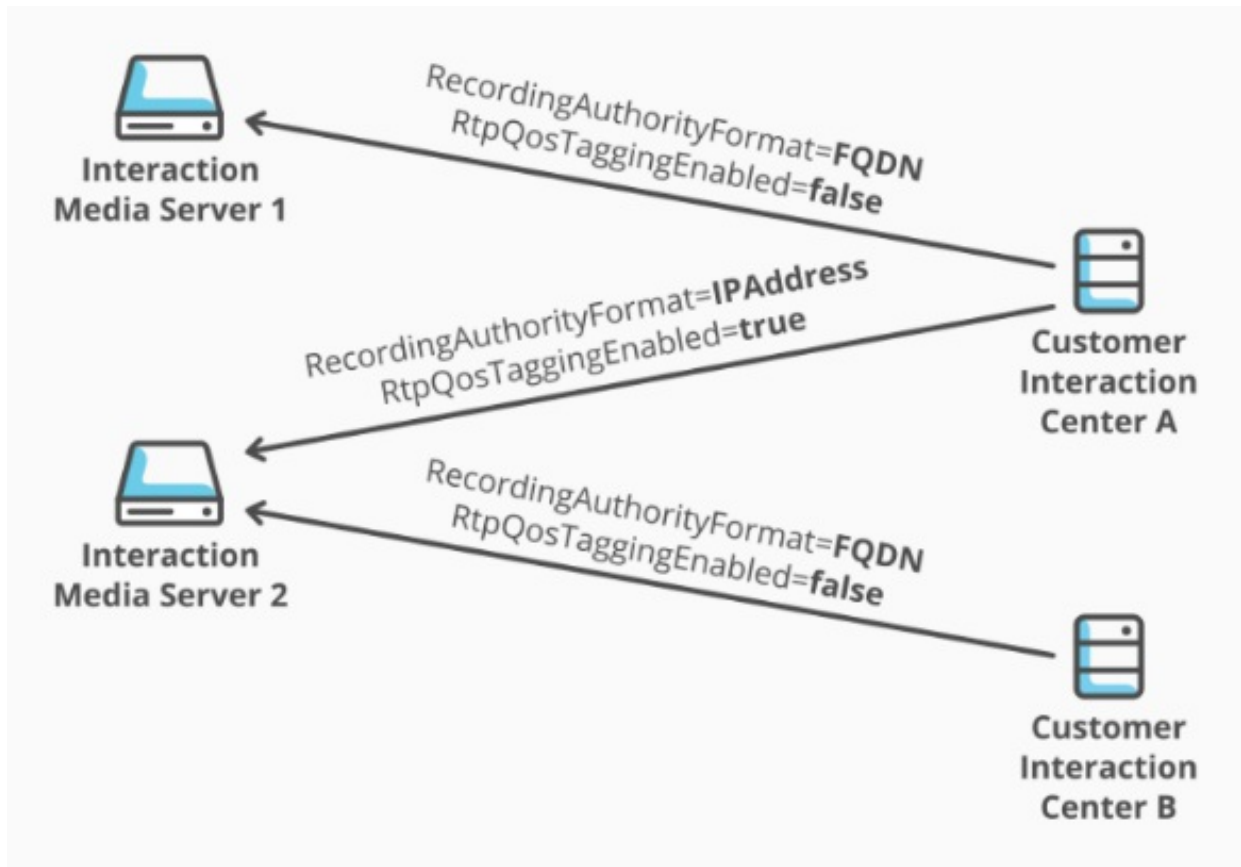 RecordingAuthorityFormat=FQDN
RtpQosTaggingEnabled=false
Interaction
Media Server 1
RecordingAuthorityFormat=IPAddress
RtpQosTaggingEnabled=true
Customer
Interaction
Center A
RecordingAuthorityFormat=FQDN
RtpQosTaggingEnabled=false
Interaction
Media Server 2
Customer
Interaction
Center B